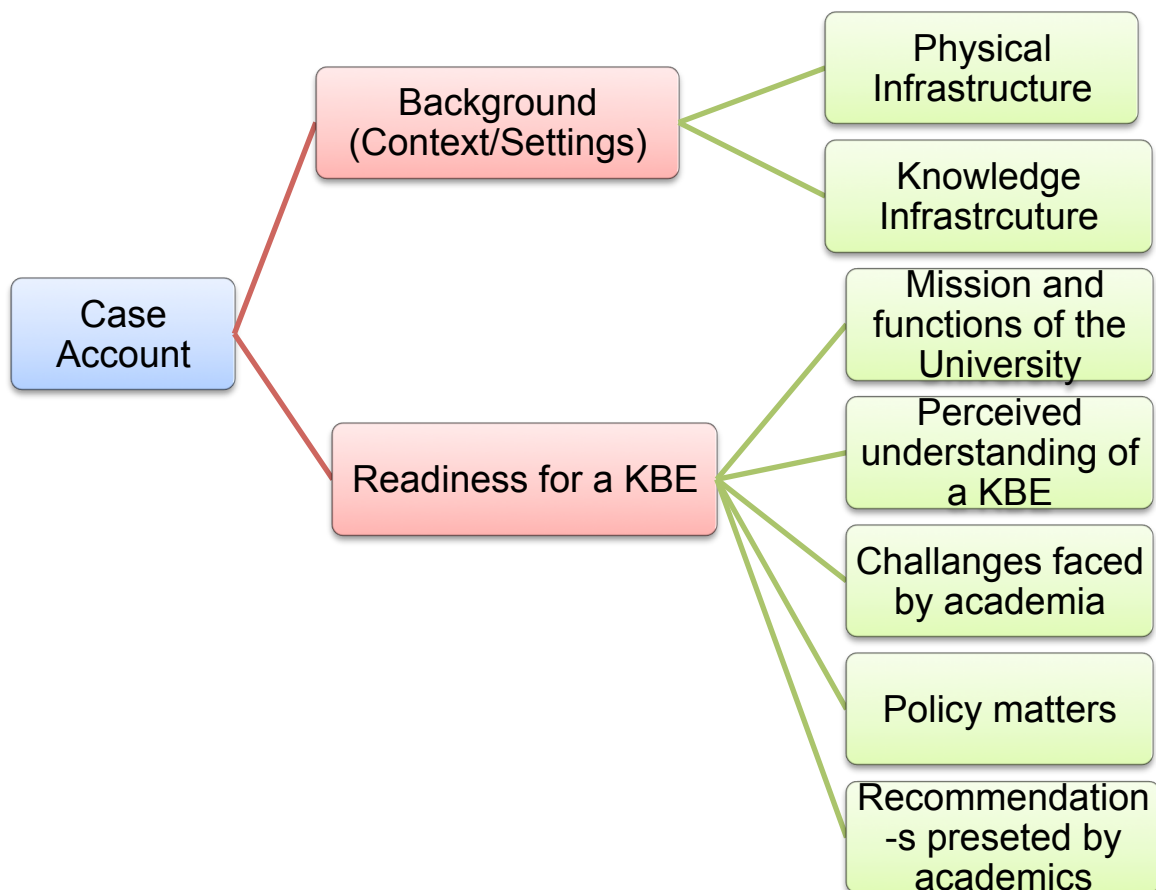 Case
Account
Background
(Context/Settings)
Physical
Infrastructure
Knowledge
Infrastrcuture
Readiness for a KBE
Mission and
functions of the
University
Perceived
understanding of
a KBE
Challanges faced
by academia
Policy matters
Recommendation
-s preseted by
academics